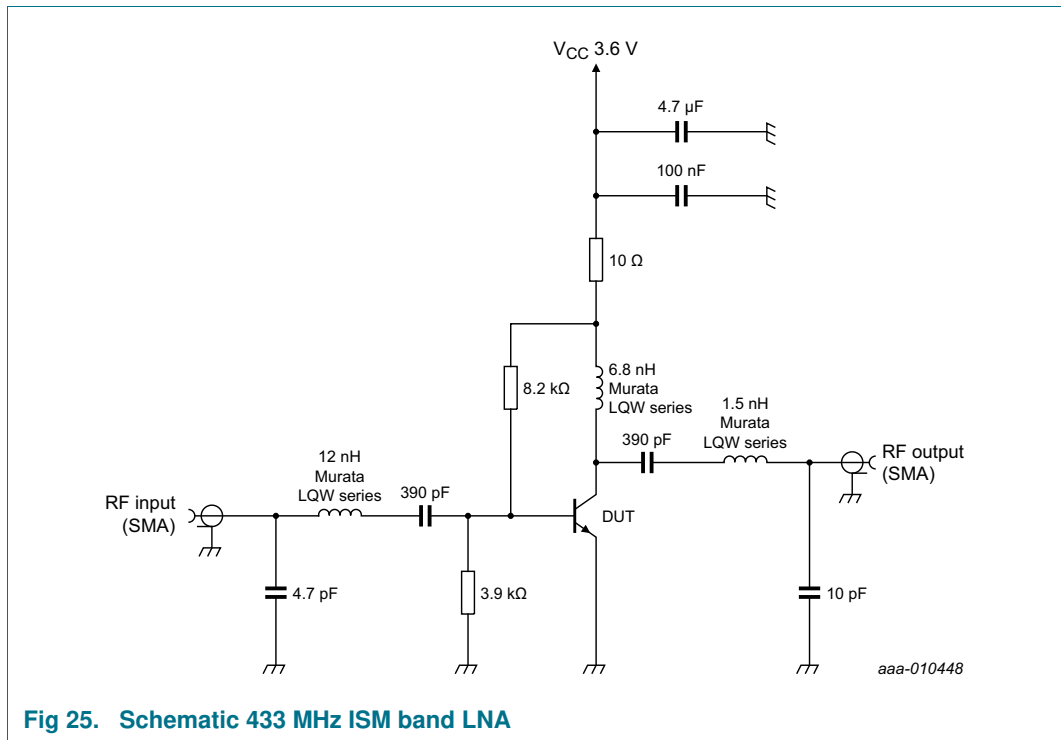 VCC 3.6 V
4.7 µF
100 nF
10 Ω
8.2 kΩ
6.8 nH
Murata
LQW series
1.5 nH
Murata
LQW series
390 pF
RF output
(SMA)
12 nH
Murata
LQW series
390 pF
RF input
(SMA)
DUT
4.7 pF
3.9 kΩ
10 pF
aaa-010448
Fig 25. Schematic 433 MHz ISM band LNA